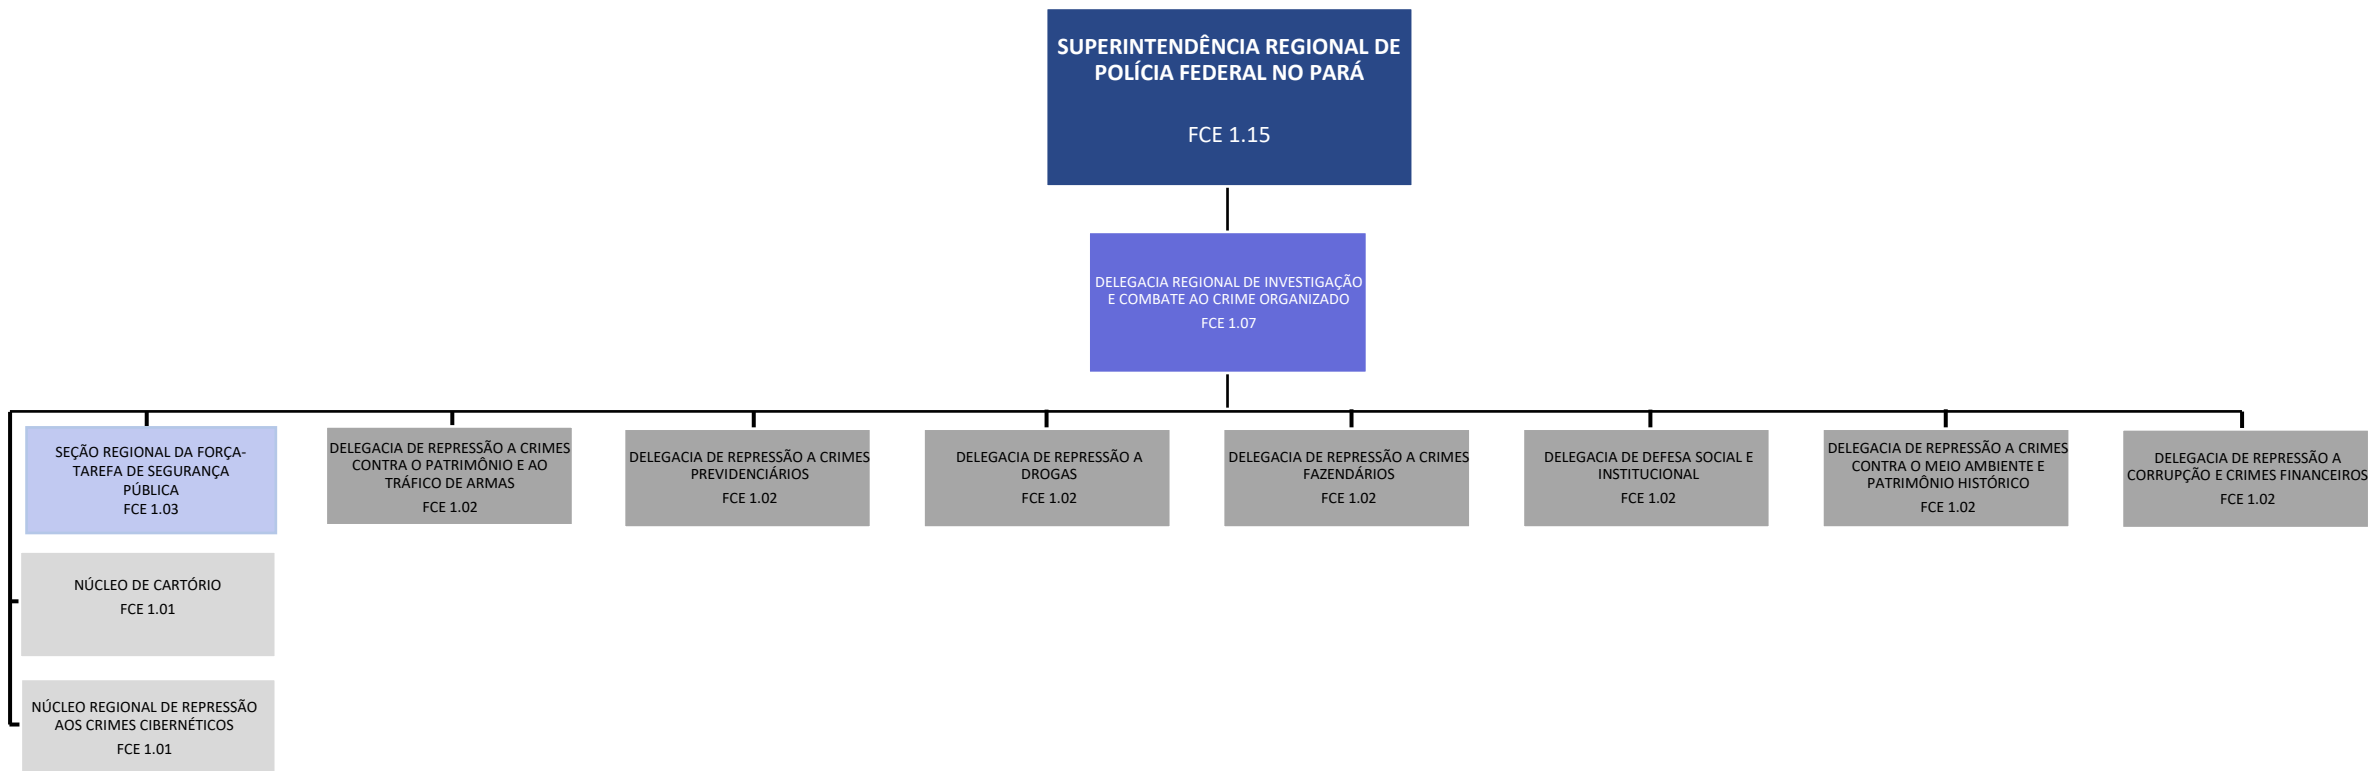 SUPERINTENDÊNCIA REGIONAL DE
POLÍCIA FEDERAL NO PARÁ
FCE 1.15
DELEGACIA REGIONAL DE INVESTIGAÇÃO
E COMBATE AO CRIME ORGANIZADO
FCE 1.07
SEÇÃO REGIONAL DA FORÇA-
TAREFA DE SEGURANÇA
PÚBLICA
FCE 1.03
DELEGACIA DE REPRESSÃO A CRIMES
CONTRA O PATRIMÔNIO E AO
TRÁFICO DE ARMAS
FCE 1.02
DELEGACIA DE REPRESSÃO A CRIMES
PREVIDENCIÁRIOS
FCE 1.02
DELEGACIA DE REPRESSÃO A
DROGAS
FCE 1.02
DELEGACIA DE REPRESSÃO A CRIMES
FAZENDÁRIOS
FCE 1.02
DELEGACIA DE DEFESA SOCIAL E
INSTITUCIONAL
FCE 1.02
DELEGACIA DE REPRESSÃO A CRIMES
CONTRA O MEIO AMBIENTE E
PATRIMÔNIO HISTÓRICO
FCE 1.02
DELEGACIA DE REPRESSÃO A
CORRUPÇÃO E CRIMES FINANCEIROS
FCE 1.02
NÚCLEO DE CARTÓRIO
FCE 1.01
NÚCLEO REGIONAL DE REPRESSÃO
AOS CRIMES CIBERNÉTICOS
FCE 1.01